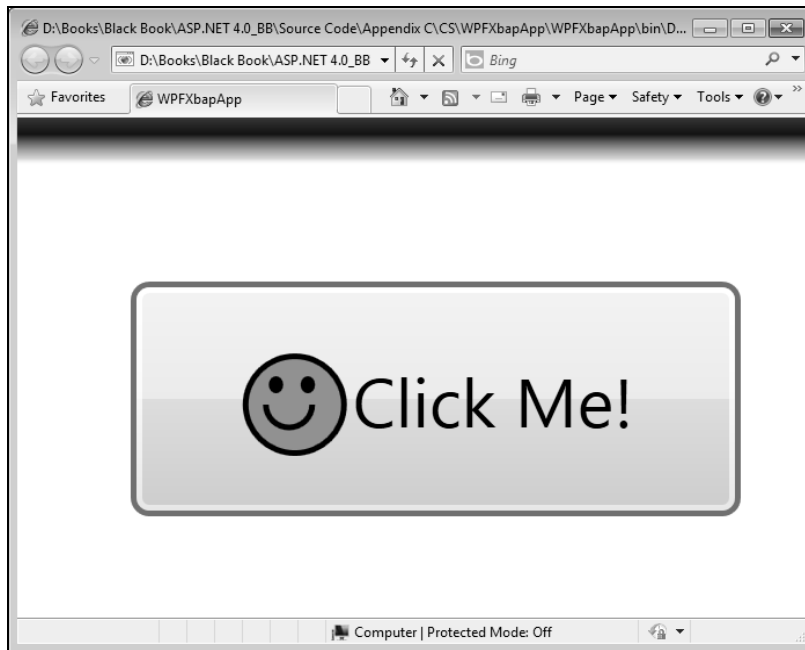 D:\Books\Black Book\ASP.NET 4.0_BB\Source Code\Appendix C\CS\WPFXbapApp\WPFXbapApp\bin\D...
D:\Books\Black Book\ASP.NET 4.0_BB
Bing
Favorites
WPFXbapApp
Page
Safety
Tools
Click Me!
Computer | Protected Mode: Off